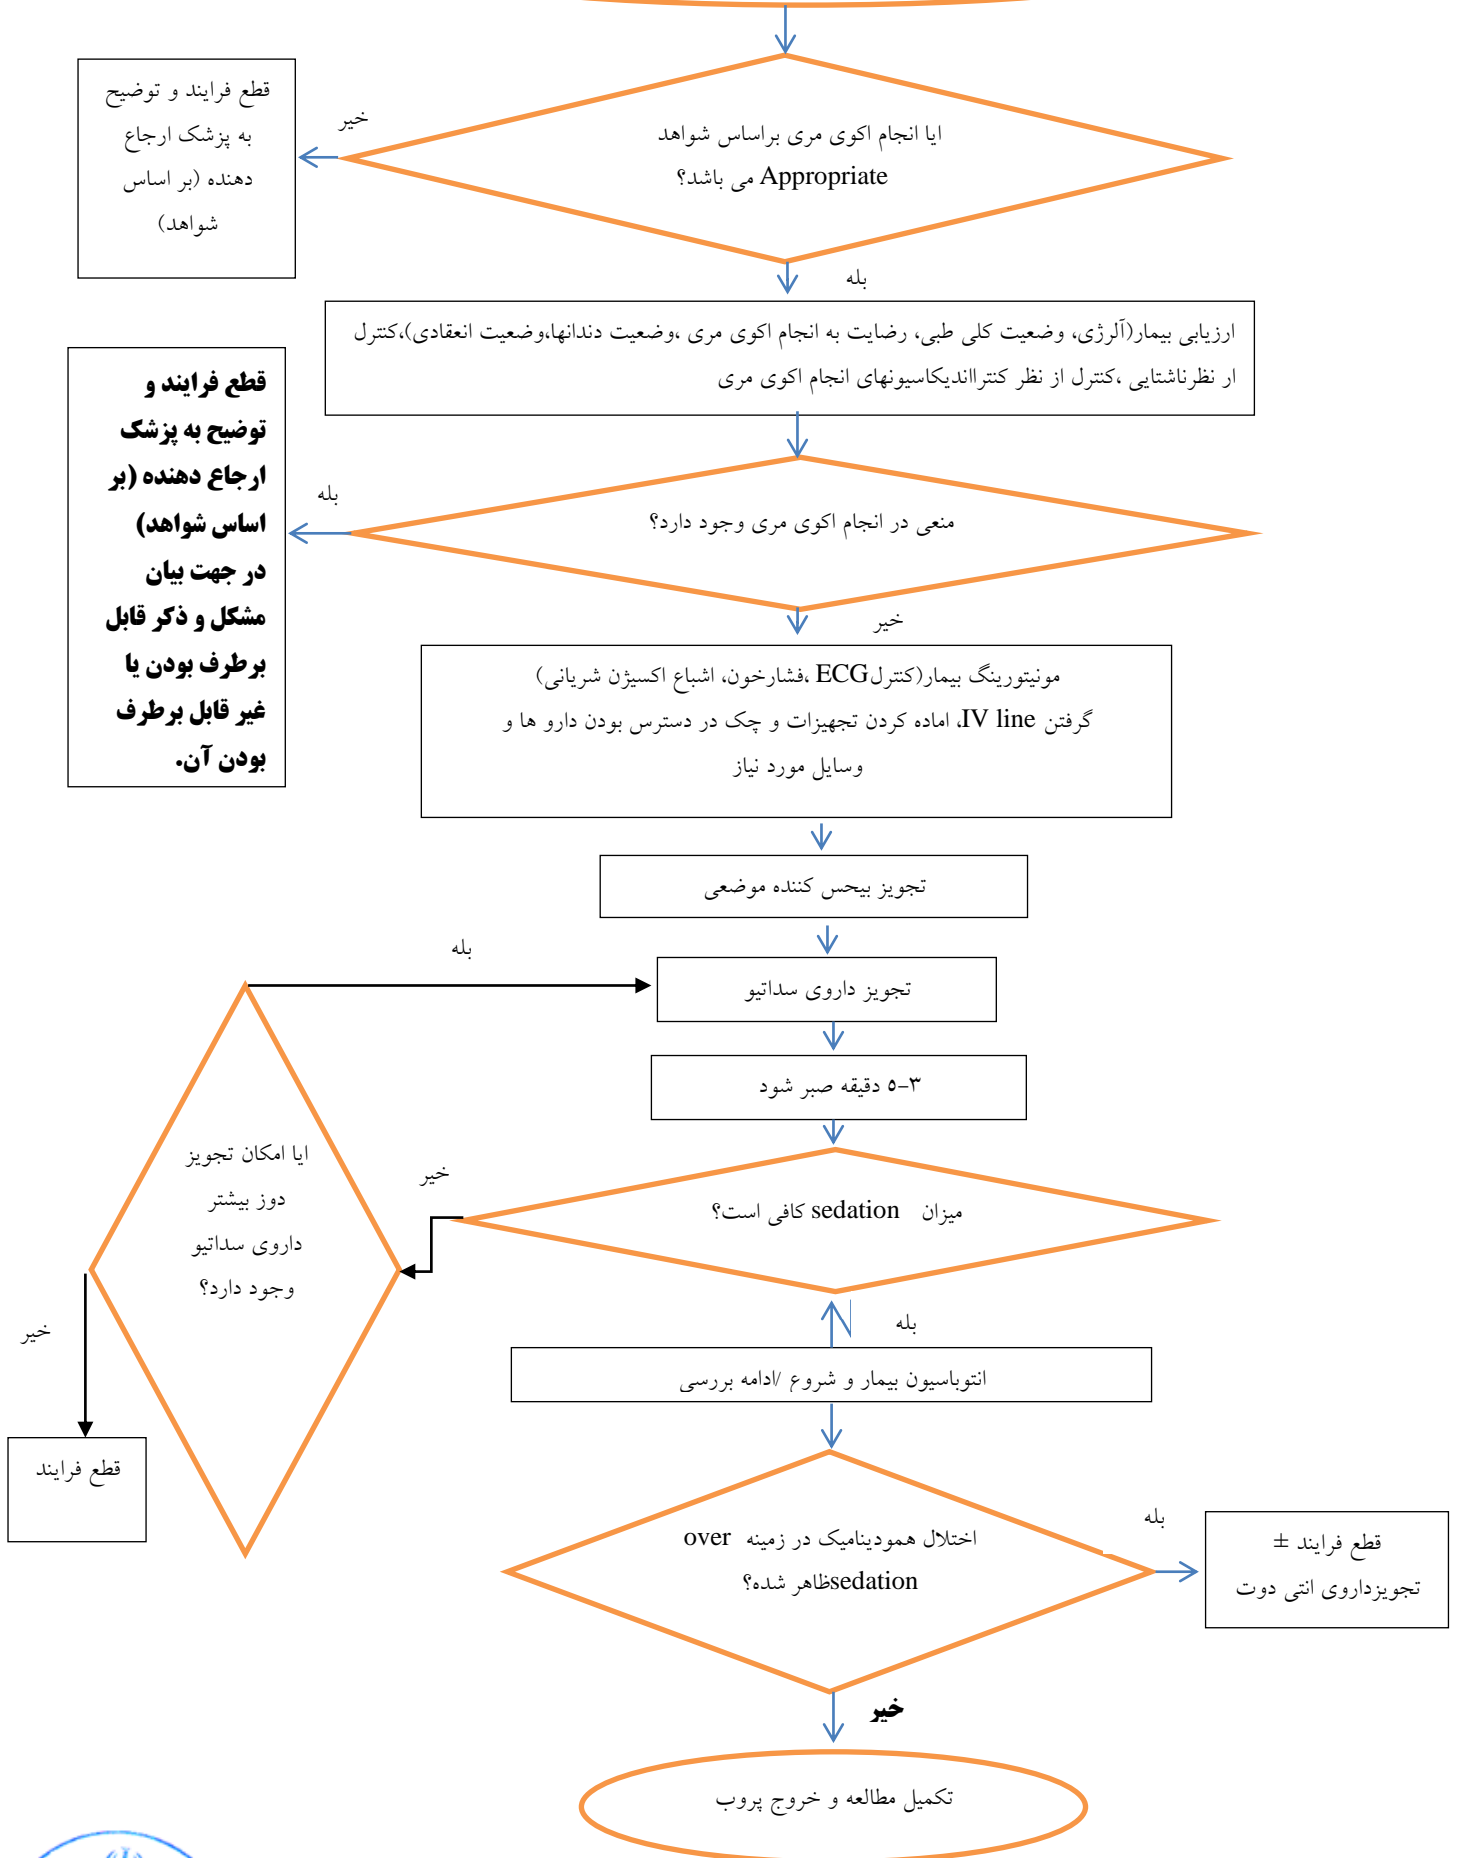 ایا انجام اکوی مری براساس شواهد
Appropriate می باشد؟
خیر
قطع فرایند و توضیح
به پزشک ارجاع
دهنده (بر اساس
شواهد)
بله
ارزیابی بیمار(آلرژی، وضعیت کلی طبی، رضایت به انجام اکوی مری ،وضعیت دندانها،وضعیت انعقادی)،کنترل
ار نظرناشتایی ،کنترل از نظر کنترااندیکاسیونهای انجام اکوی مری
منعی در انجام اکوی مری وجود دارد؟
بله
قطع فرایند و
توضیح به پزشک
ارجاع دهنده (بر
اساس شواهد)
در جهت بیان
مشکل و ذکر قابل
برطرف بودن یا
غیر قابل برطرف
بودن آن.
خیر
مونیتورینگ بیمار(کنترلECG ،فشارخون، اشباع اکسیژن شریانی)
گرفتن IV line، اماده کردن تجهیزات و چک در دسترس بودن دارو ها و
وسایل مورد نیاز
تجویز بیحس کننده موضعی
تجویز داروی سداتیو
بله
۳-۵ دقیقه صبر شود
میزان sedation کافی است؟
خیر
ایا امکان تجویز
دوز بیشتر
داروی سداتیو
وجود دارد؟
خیر
قطع فرایند
بله
انتوباسیون بیمار و شروع /ادامه بررسی
اختلال همودینامیک در زمینه over
sedationظاهر شده؟
بله
قطع فرایند ±
تجویزداروی انتی دوت
خیر
تکمیل مطالعه و خروج پروب